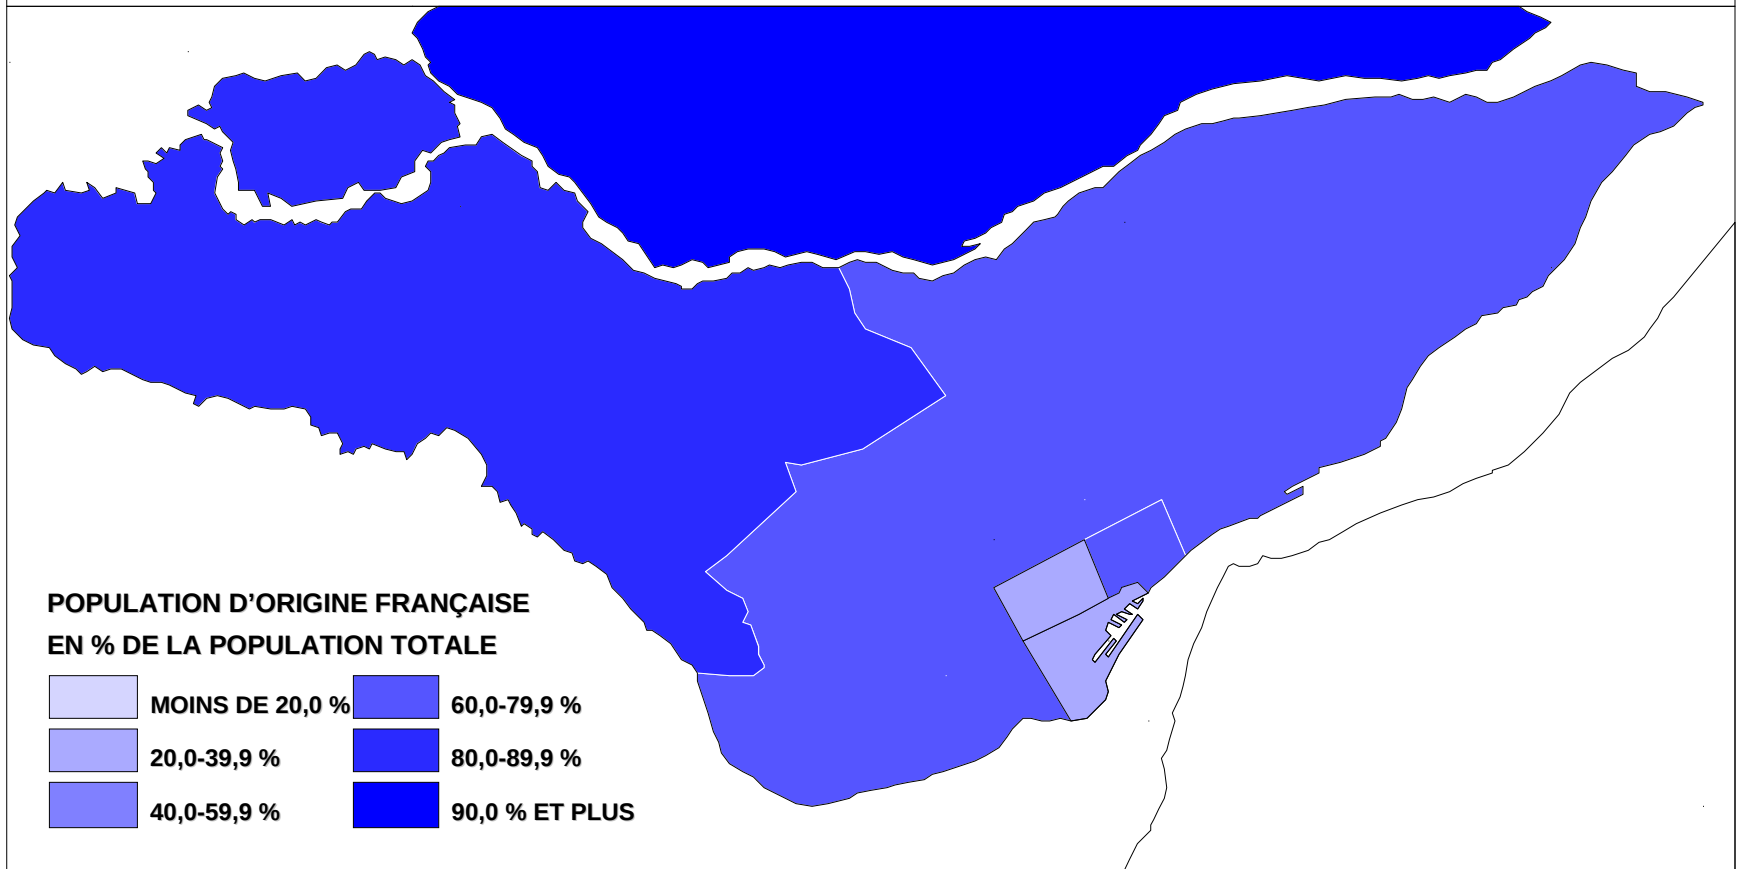 POPULATION D’ORIGINE FRANÇAISE
EN % DE LA POPULATION TOTALE
MOINS DE 20,0 %
60,0-79,9 %
20,0-39,9 %
80,0-89,9 %
40,0-59,9 %
90,0 % ET PLUS